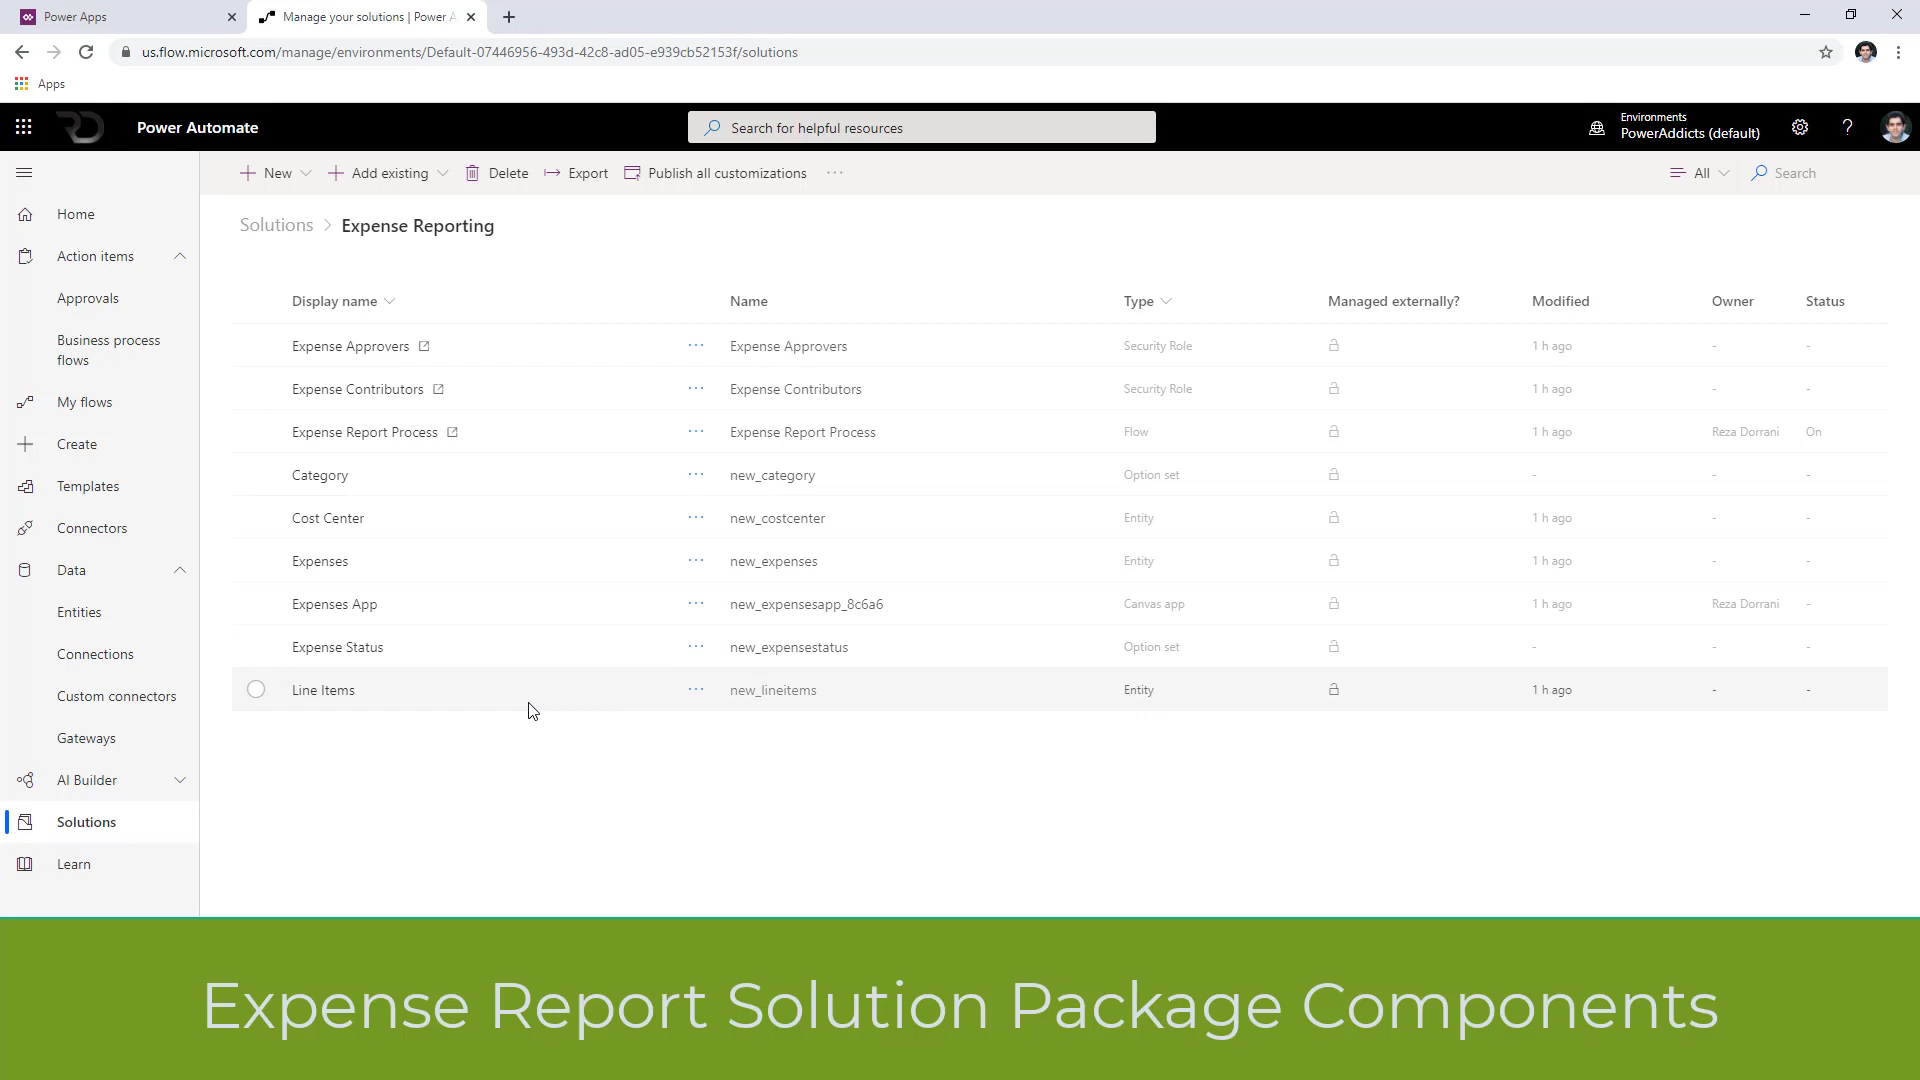 Power Apps
Manage your solutions | Power A
us.flow.microsoft.com/manage/environments/Default-07446956-493d-42c8-ad05-e939cb52153f/solutions
Apps
Power Automate
Search for helpful resources
Environments
PowerAddicts (default)
?
New
Add existing
Delete
Export
Publish all customizations
All
Search
Home
Action items
Approvals
Business process
flows
My flows
Create
Templates
Connectors
Data
Entities
Connections
Custom connectors
Gateways
AI Builder
Solutions
Learn
Solutions > Expense Reporting
Display name Name Type Managed externally? Modified Owner Status
Expense Approvers ··· Expense Approvers Security Role 1 h ago - -
Expense Contributors ··· Expense Contributors Security Role 1 h ago - -
Expense Report Process ··· Expense Report Process Flow 1 h ago Reza Dorrani On
Category ··· new_category Option set - - -
Cost Center ··· new_costcenter Entity 1 h ago - -
Expenses ··· new_expenses Entity 1 h ago - -
Expenses App ··· new_expensesapp_8c6a6 Canvas app 1 h ago Reza Dorrani -
Expense Status ··· new_expensestatus Option set - - -
Line Items ··· new_lineitems Entity 1 h ago - -
Expense Report Solution Package Components